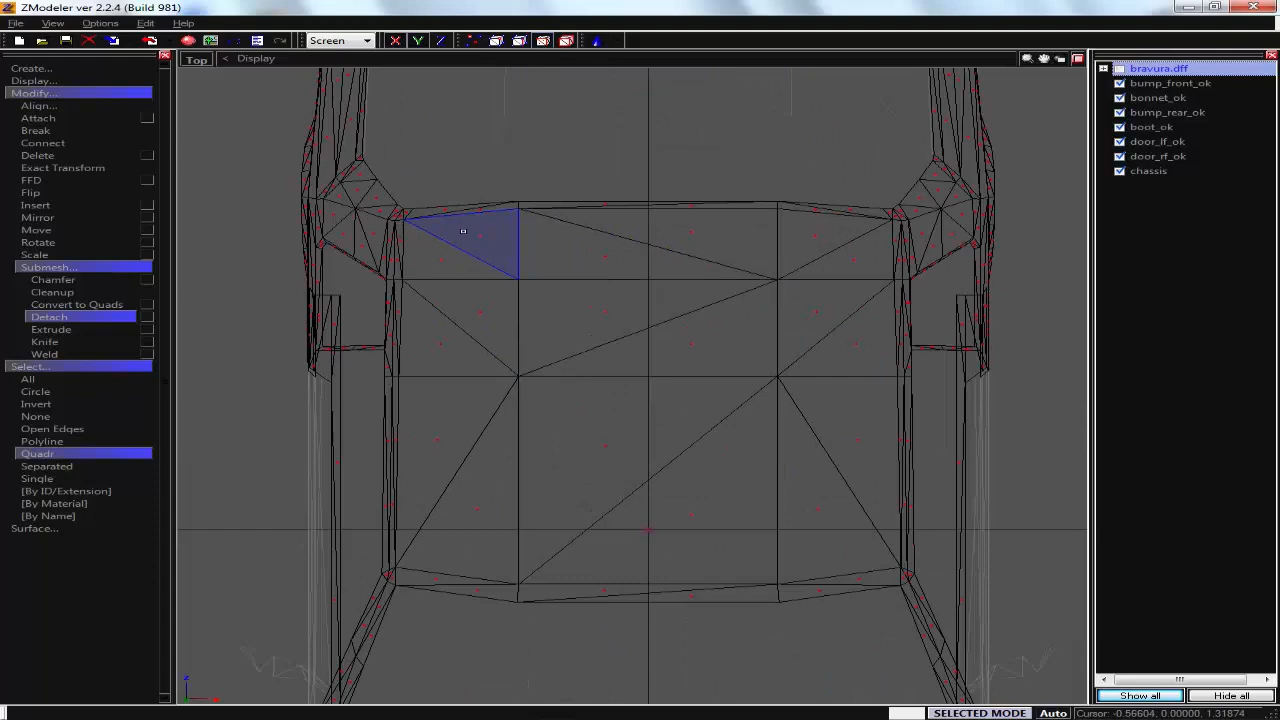 ZModeler ver 2.2.4 (Build 981)
File View Options Edit Help
Screen X Y Z
Top < Display
Create...
Display...
Modify...
Align...
Attach
Break
Connect
Delete
Exact Transform
FFD
Flip
Insert
Mirror
Move
Rotate
Scale
Submesh...
Chamfer
Cleanup
Convert to Quads
Detach
Extrude
Knife
Weld
Select...
All
Circle
Invert
None
Open Edges
Polyline
Quadr
Separated
Single
[By ID/Extension]
[By Material]
[By Name]
Surface...
z
bravura.dff
bump_front_ok
bonnet_ok
bump_rear_ok
boot_ok
door_lf_ok
door_rf_ok
chassis
Show all Hide all
SELECTED MODE Auto Cursor: -0.56604, 0.00000, 1.31874